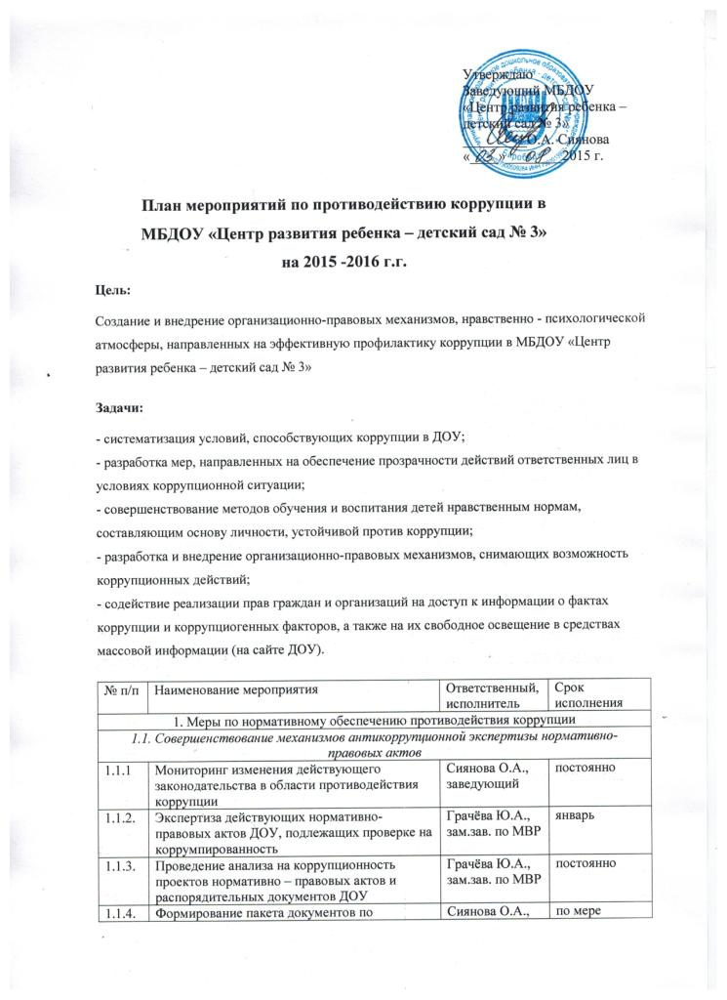 Утверждаю
Заведующий МБДОУ
«Центр развития ребенка –
детский сад № 3»
О.А. Сиянова
« 03 » 08 2015 г.
План мероприятий по противодействию коррупции в
МБДОУ «Центр развития ребенка – детский сад № 3»
на 2015 -2016 г.г.
Цель:
Создание и внедрение организационно-правовых механизмов, нравственно - психологической
атмосферы, направленных на эффективную профилактику коррупции в МБДОУ «Центр
развития ребенка – детский сад № 3»
Задачи:
- систематизация условий, способствующих коррупции в ДОУ;
- разработка мер, направленных на обеспечение прозрачности действий ответственных лиц в
условиях коррупционной ситуации;
- совершенствование методов обучения и воспитания детей нравственным нормам,
составляющим основу личности, устойчивой против коррупции;
- разработка и внедрение организационно-правовых механизмов, снимающих возможность
коррупционных действий;
- содействие реализации прав граждан и организаций на доступ к информации о фактах
коррупции и коррупциогенных факторов, а также на их свободное освещение в средствах
массовой информации (на сайте ДОУ).
№ п/п Наименование мероприятия Ответственный, Срок
исполнитель исполнения
1. Меры по нормативному обеспечению противодействия коррупции
1.1. Совершенствование механизмов антикоррупционной экспертизы нормативно-
правовых актов
1.1.1 Мониторинг изменения действующего Сиянова О.А., постоянно
законодательства в области противодействия заведующий
коррупции
1.1.2. Экспертиза действующих нормативно- Грачёва Ю.А., январь
правовых актов ДОУ, подлежащих проверке на зам.зав. по МВР
коррумпированность
1.1.3. Проведение анализа на коррупционность Грачёва Ю.А., постоянно
проектов нормативно – правовых актов и зам.зав. по МВР
распорядительных документов ДОУ
1.1.4. Формирование пакета документов по Сиянова О.А., по мере